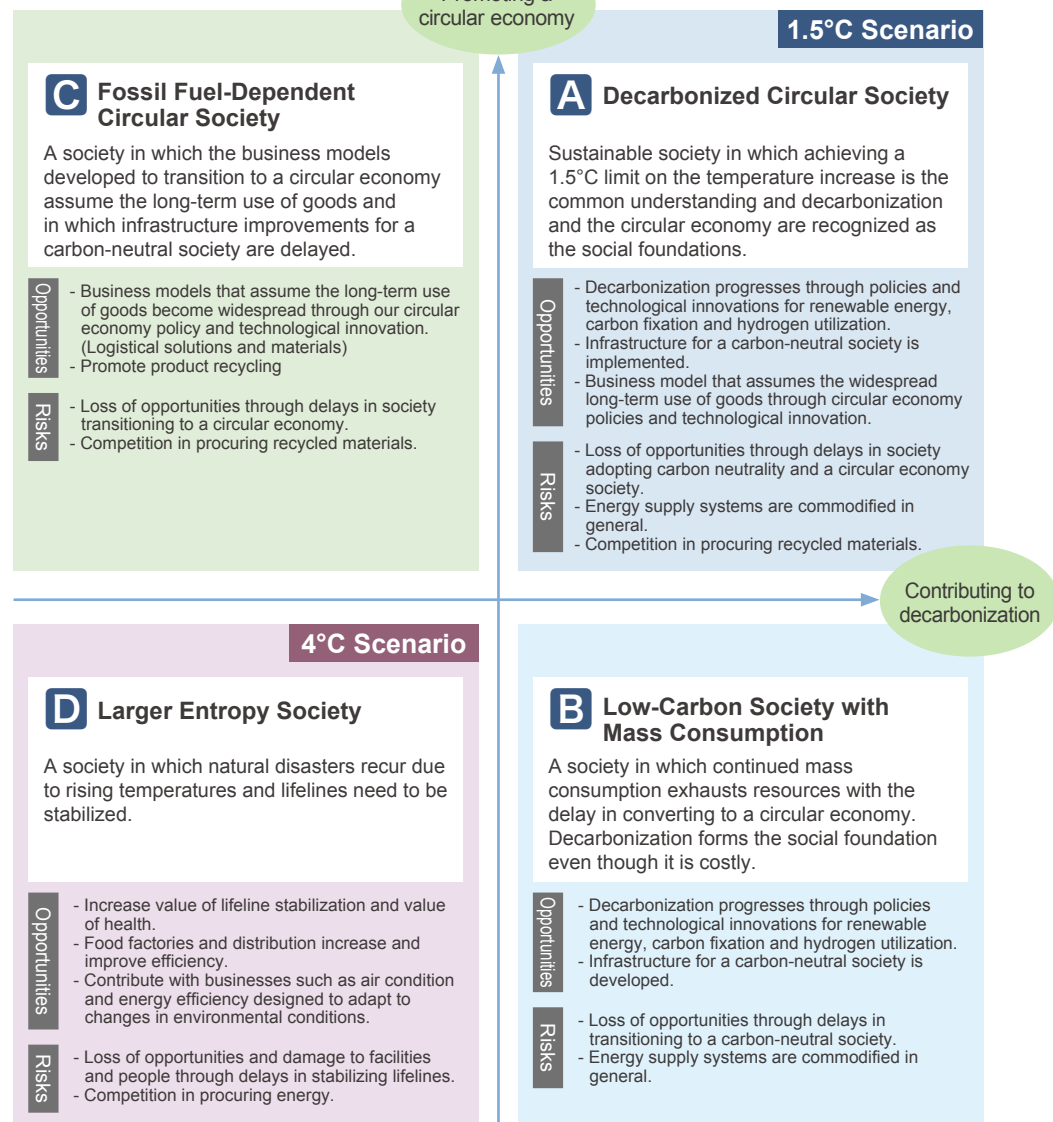 Promoting a
circular economy
1.5°C Scenario
C Fossil Fuel-Dependent
Circular Society
A society in which the business models
developed to transition to a circular economy
assume the long-term use of goods and
in which infrastructure improvements for a
carbon-neutral society are delayed.
Opportunities
- Business models that assume the long-term use
of goods become widespread through our circular
economy policy and technological innovation.
(Logistical solutions and materials)
- Promote product recycling
Risks
- Loss of opportunities through delays in society
transitioning to a circular economy.
- Competition in procuring recycled materials.
A Decarbonized Circular Society
Sustainable society in which achieving a
1.5°C limit on the temperature increase is the
common understanding and decarbonization
and the circular economy are recognized as
the social foundations.
Opportunities
- Decarbonization progresses through policies and
technological innovations for renewable energy,
carbon fixation and hydrogen utilization.
- Infrastructure for a carbon-neutral society is
implemented.
- Business model that assumes the widespread
long-term use of goods through circular economy
policies and technological innovation.
Risks
- Loss of opportunities through delays in society
adopting carbon neutrality and a circular economy
society.
- Energy supply systems are commodified in
general.
- Competition in procuring recycled materials.
Contributing to
decarbonization
4°C Scenario
D Larger Entropy Society
A society in which natural disasters recur due
to rising temperatures and lifelines need to be
stabilized.
Opportunities
- Increase value of lifeline stabilization and value
of health.
- Food factories and distribution increase and
improve efficiency.
- Contribute with businesses such as air condition
and energy efficiency designed to adapt to
changes in environmental conditions.
Risks
- Loss of opportunities and damage to facilities
and people through delays in stabilizing lifelines.
- Competition in procuring energy.
B Low-Carbon Society with
Mass Consumption
A society in which continued mass
consumption exhausts resources with the
delay in converting to a circular economy.
Decarbonization forms the social foundation
even though it is costly.
Opportunities
- Decarbonization progresses through policies
and technological innovations for renewable
energy, carbon fixation and hydrogen utilization.
- Infrastructure for a carbon-neutral society is
developed.
Risks
- Loss of opportunities through delays in
transitioning to a carbon-neutral society.
- Energy supply systems are commodified in
general.